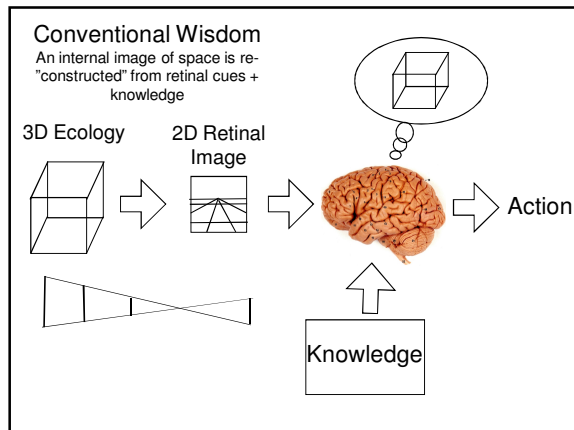 Conventional Wisdom
An internal image of space is re-
"constructed" from retinal cues +
knowledge
3D Ecology
2D Retinal
Image
Action
Knowledge